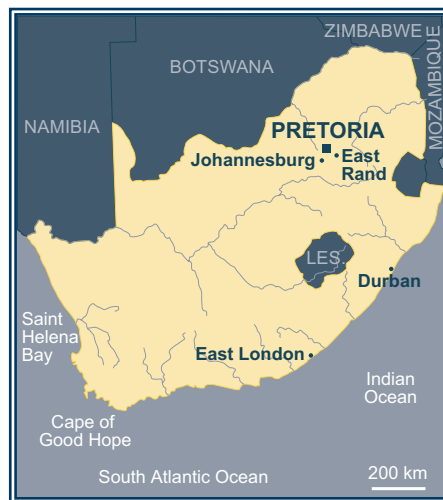 ZIMBABWE
BOTSWANA
MOZAMBIQUE
NAMIBIA
PRETORIA
Johannesburg
East
Rand
LES.
Durban
Saint
Helena
Bay
East London
Indian
Ocean
Cape of
Good Hope
200 km
South Atlantic Ocean